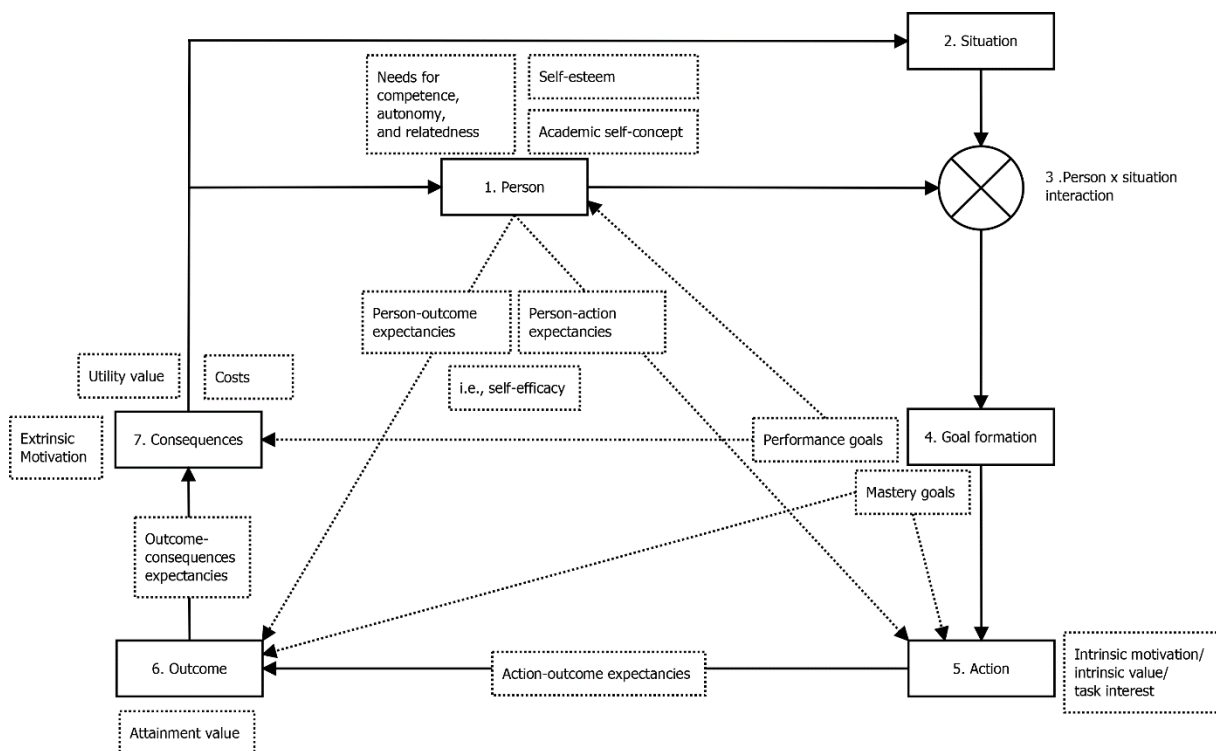 2. Situation
Needs for
competence,
autonomy,
and relatedness
Self-esteem
Academic self-concept
1. Person
3 .Person x situation
interaction
Person-outcome
expectancies
Person-action
expectancies
i.e., self-efficacy
Utility value
Costs
Extrinsic
Motivation
7. Consequences
Performance goals
4. Goal formation
Mastery goals
Outcome-
consequences
expectancies
6. Outcome
Action-outcome expectancies
5. Action
Intrinsic motivation/
intrinsic value/
task interest
Attainment value